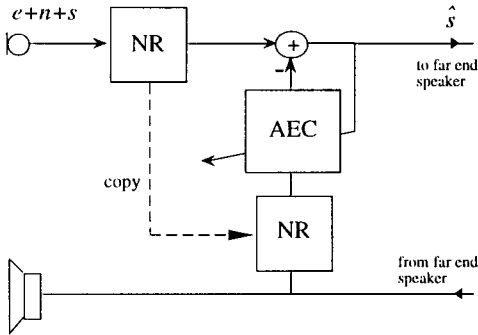 e+n+s
ŝ
NR
+
-
to far end
speaker
AEC
copy
NR
from far end
speaker